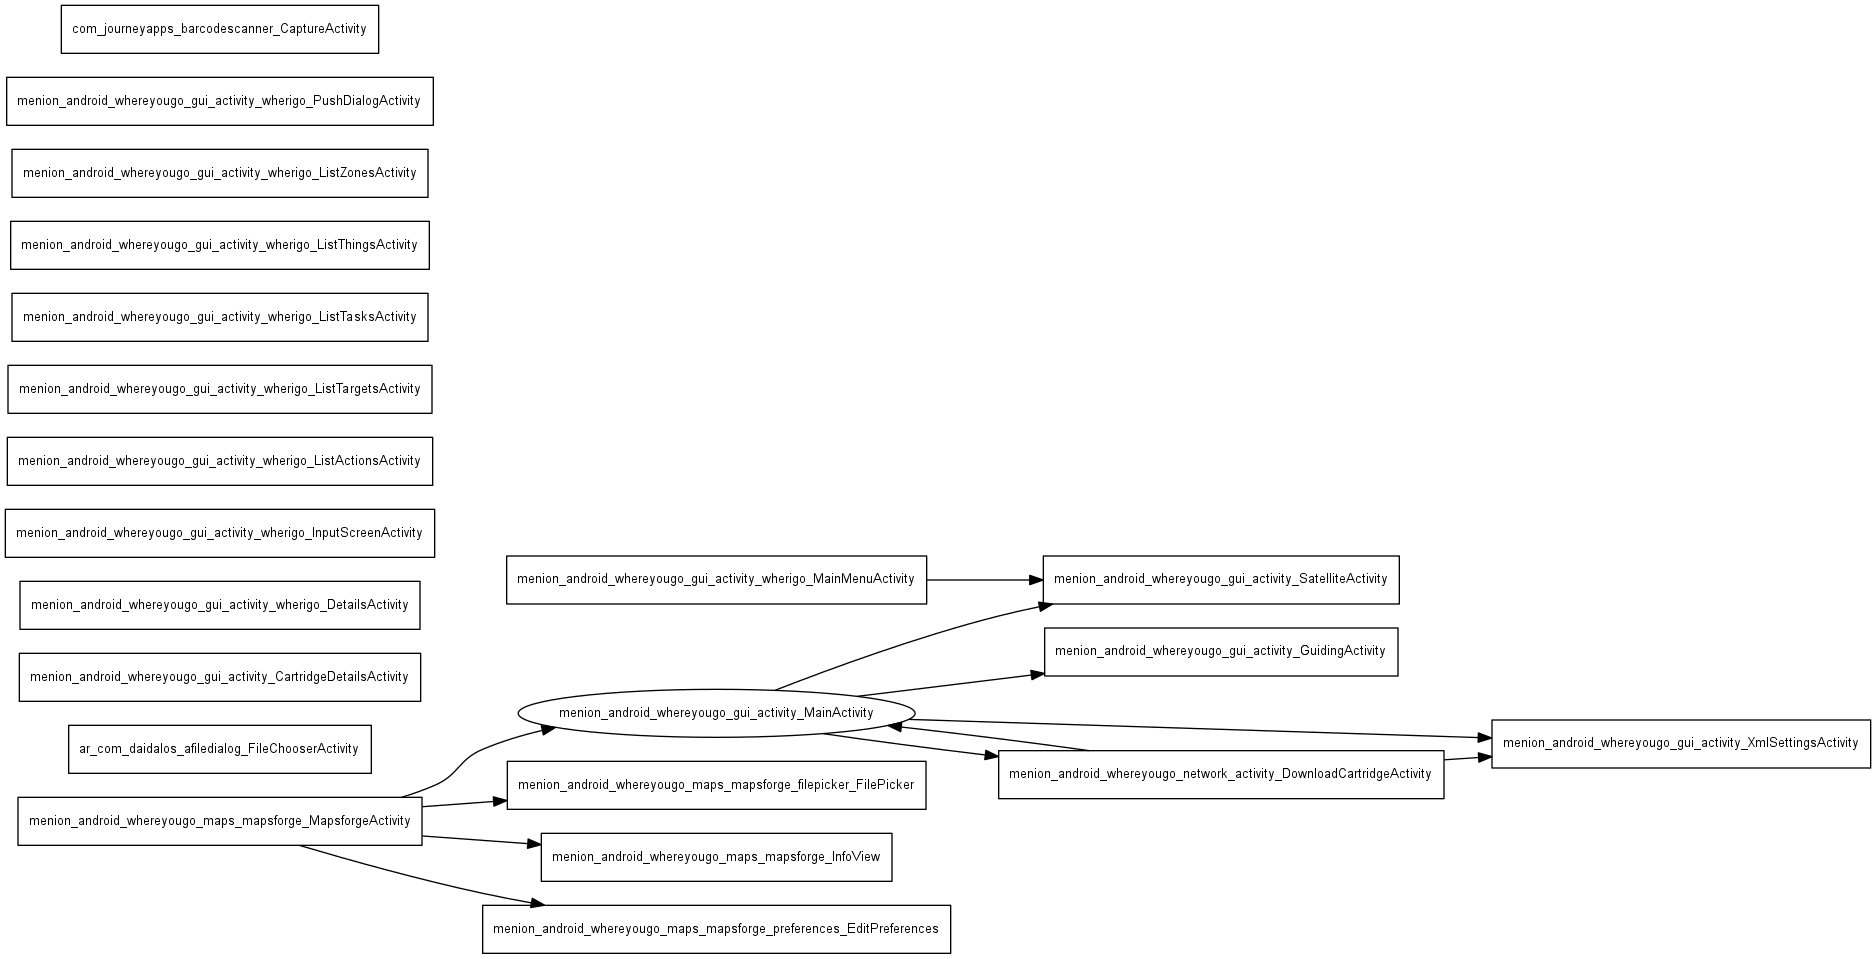 com_journeyapps_barcodescanner_CaptureActivity
menion_android_whereyougo_gui_activity_wherigo_PushDialogActivity
menion_android_whereyougo_gui_activity_wherigo_ListZonesActivity
menion_android_whereyougo_gui_activity_wherigo_ListThingsActivity
menion_android_whereyougo_gui_activity_wherigo_ListTasksActivity
menion_android_whereyougo_gui_activity_wherigo_ListTargetsActivity
menion_android_whereyougo_gui_activity_wherigo_ListActionsActivity
menion_android_whereyougo_gui_activity_wherigo_InputScreenActivity
menion_android_whereyougo_gui_activity_wherigo_DetailsActivity
menion_android_whereyougo_gui_activity_CartridgeDetailsActivity
ar_com_daidalos_afiledialog_FileChooserActivity
menion_android_whereyougo_maps_mapsforge_MapsforgeActivity
menion_android_whereyougo_gui_activity_wherigo_MainMenuActivity
menion_android_whereyougo_gui_activity_MainActivity
menion_android_whereyougo_maps_mapsforge_filepicker_FilePicker
menion_android_whereyougo_maps_mapsforge_InfoView
menion_android_whereyougo_maps_mapsforge_preferences_EditPreferences
menion_android_whereyougo_gui_activity_SatelliteActivity
menion_android_whereyougo_gui_activity_GuidingActivity
menion_android_whereyougo_network_activity_DownloadCartridgeActivity
menion_android_whereyougo_gui_activity_XmlSettingsActivity